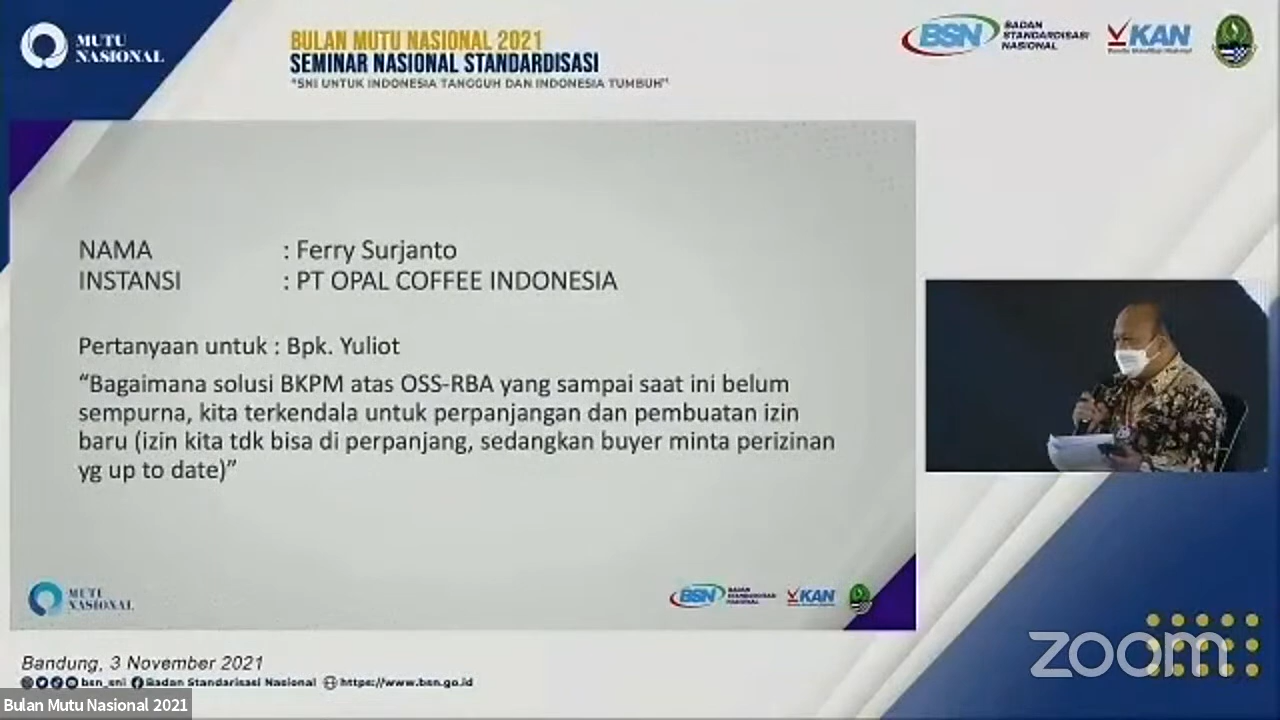 MUTU
NASIONAL
BULAN MUTU NASIONAL 2021
SEMINAR NASIONAL STANDARDISASI
"SNI UNTUK INDONESIA TANGGUH DAN INDONESIA TUMBUH"
BSN
BADAN
STANDARDISASI
NASIONAL
KAN
NAMA : Ferry Surjanto
INSTANSI : PT OPAL COFFEE INDONESIA
Pertanyaan untuk : Bpk. Yuliot
“Bagaimana solusi BKPM atas OSS-RBA yang sampai saat ini belum
sempurna, kita terkendala untuk perpanjangan dan pembuatan izin
baru (izin kita tdk bisa di perpanjang, sedangkan buyer minta perizinan
yg up to date)”
MUTU
NASIONAL
BSN
BADAN
STANDARDISASI
NASIONAL
KAN
Bandung, 3 November 2021
bsn_sni Badan Standarisasi Nasional https://www.bsn.go.id
zoom
Bulan Mutu Nasional 2021